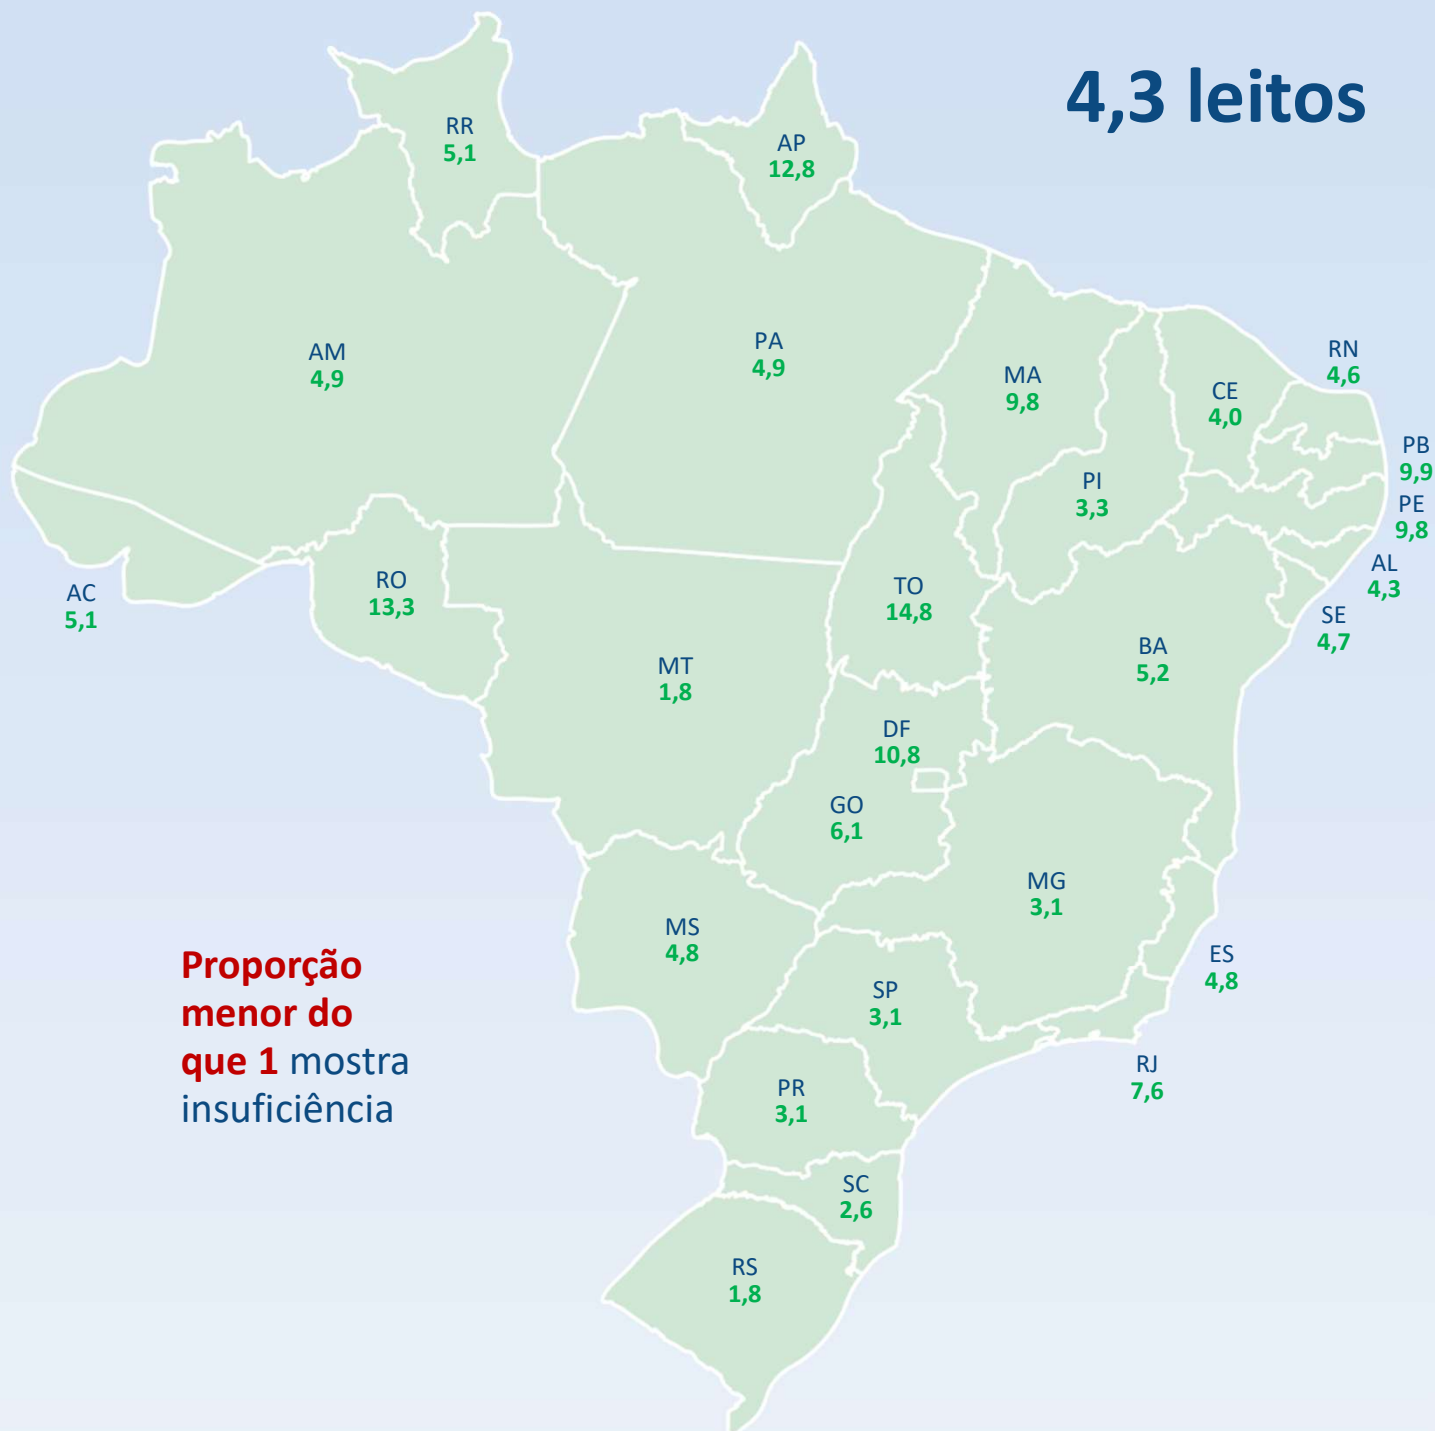 4,3 leitos
RR
5,1
AP
12,8
AM
4,9
PA
4,9
MA
9,8
CE
4,0
RN
4,6
PB
9,9
PI
3,3
PE
9,8
AL
4,3
SE
4,7
AC
5,1
RO
13,3
TO
14,8
BA
5,2
MT
1,8
DF
10,8
GO
6,1
MG
3,1
MS
4,8
ES
4,8
SP
3,1
RJ
7,6
Proporção
menor do
que 1 mostra
insuficiência
PR
3,1
SC
2,6
RS
1,8